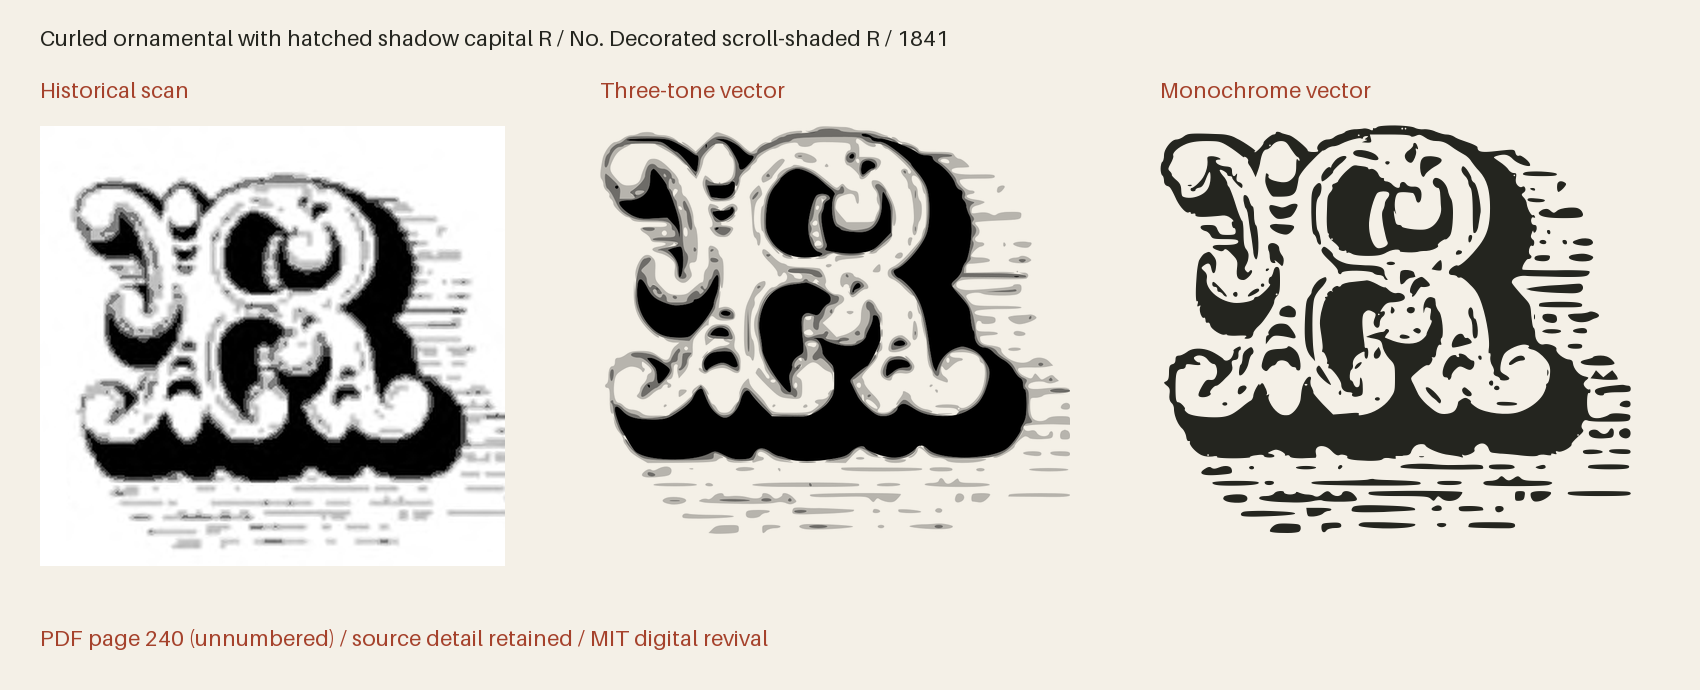 Curled ornamental with hatched shadow capital R / No. Decorated scroll-shaded R / 1841
Historical scan
Three-tone vector
Monochrome vector
R
R
R
PDF page 240 (unnumbered) / source detail retained / MIT digital revival